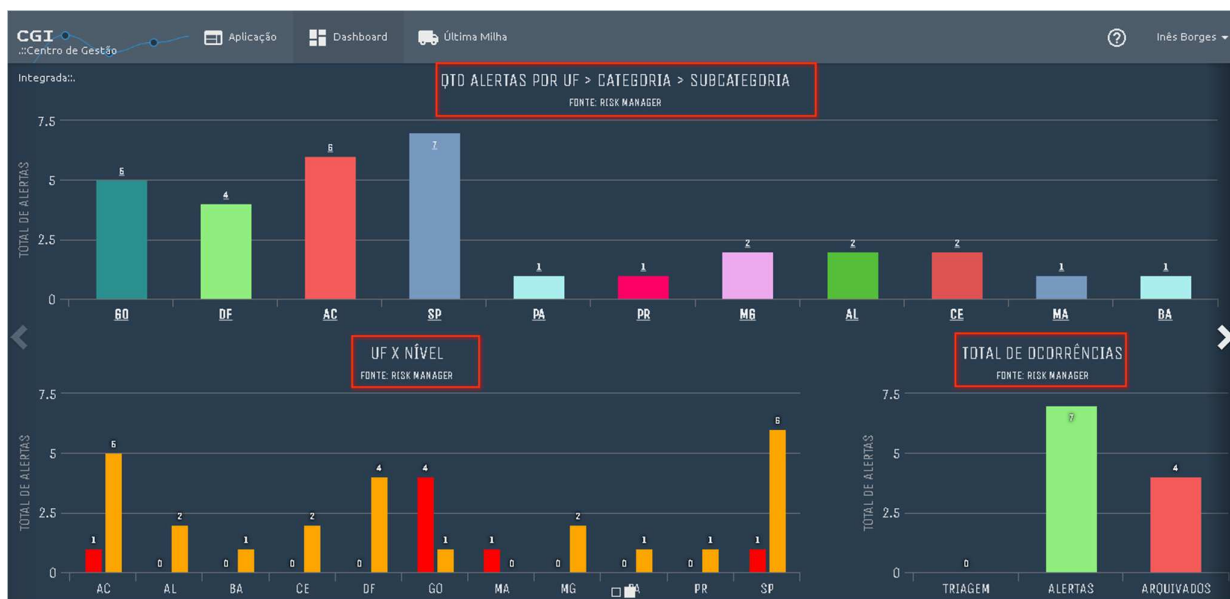 CGI
.::Centro de Gestão
Integrada::.
Aplicação
Dashboard
Última Milha
Inês Borges
QTD ALERTAS POR UF > CATEGORIA > SUBCATEGORIA
FONTE: RISK MANAGER
TOTAL DE ALERTAS
7.5
5
2.5
0
5
4
6
7
1
1
2
2
2
1
1
GO
DF
AC
SP
PA
PR
MG
AL
CE
MA
BA
UF X NÍVEL
FONTE: RISK MANAGER
TOTAL DE ALERTAS
7.5
5
2.5
0
1
5
0
2
0
1
0
2
0
4
4
1
1
0
0
2
0
1
0
1
1
6
AC
AL
BA
CE
DF
GO
MA
MG
PA
PR
SP
TOTAL DE OCORRÊNCIAS
FONTE: RISK MANAGER
TOTAL DE ALERTAS
7.5
5
2.5
0
0
7
4
TRIAGEM
ALERTAS
ARQUIVADOS